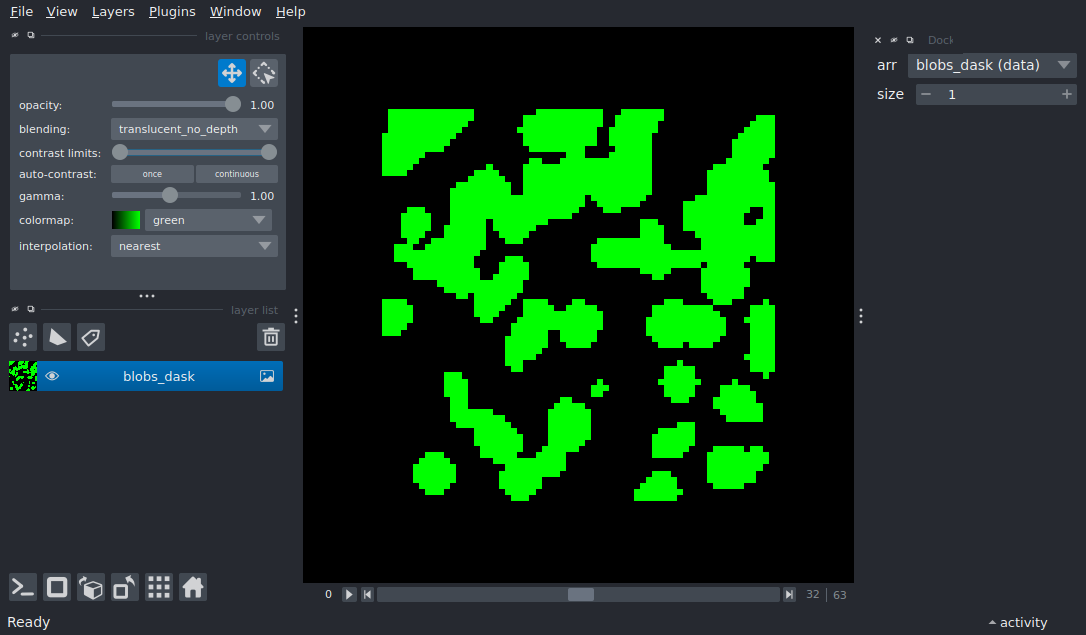 File View Layers Plugins Window Help
layer controls
opacity: 1.00
blending: translucent_no_depth
contrast limits:
auto-contrast: once continuous
gamma: 1.00
colormap: green
interpolation: nearest
layer list
blobs_dask
0 32 63
Ready
activity
Dock
arr blobs_dask (data)
size 1